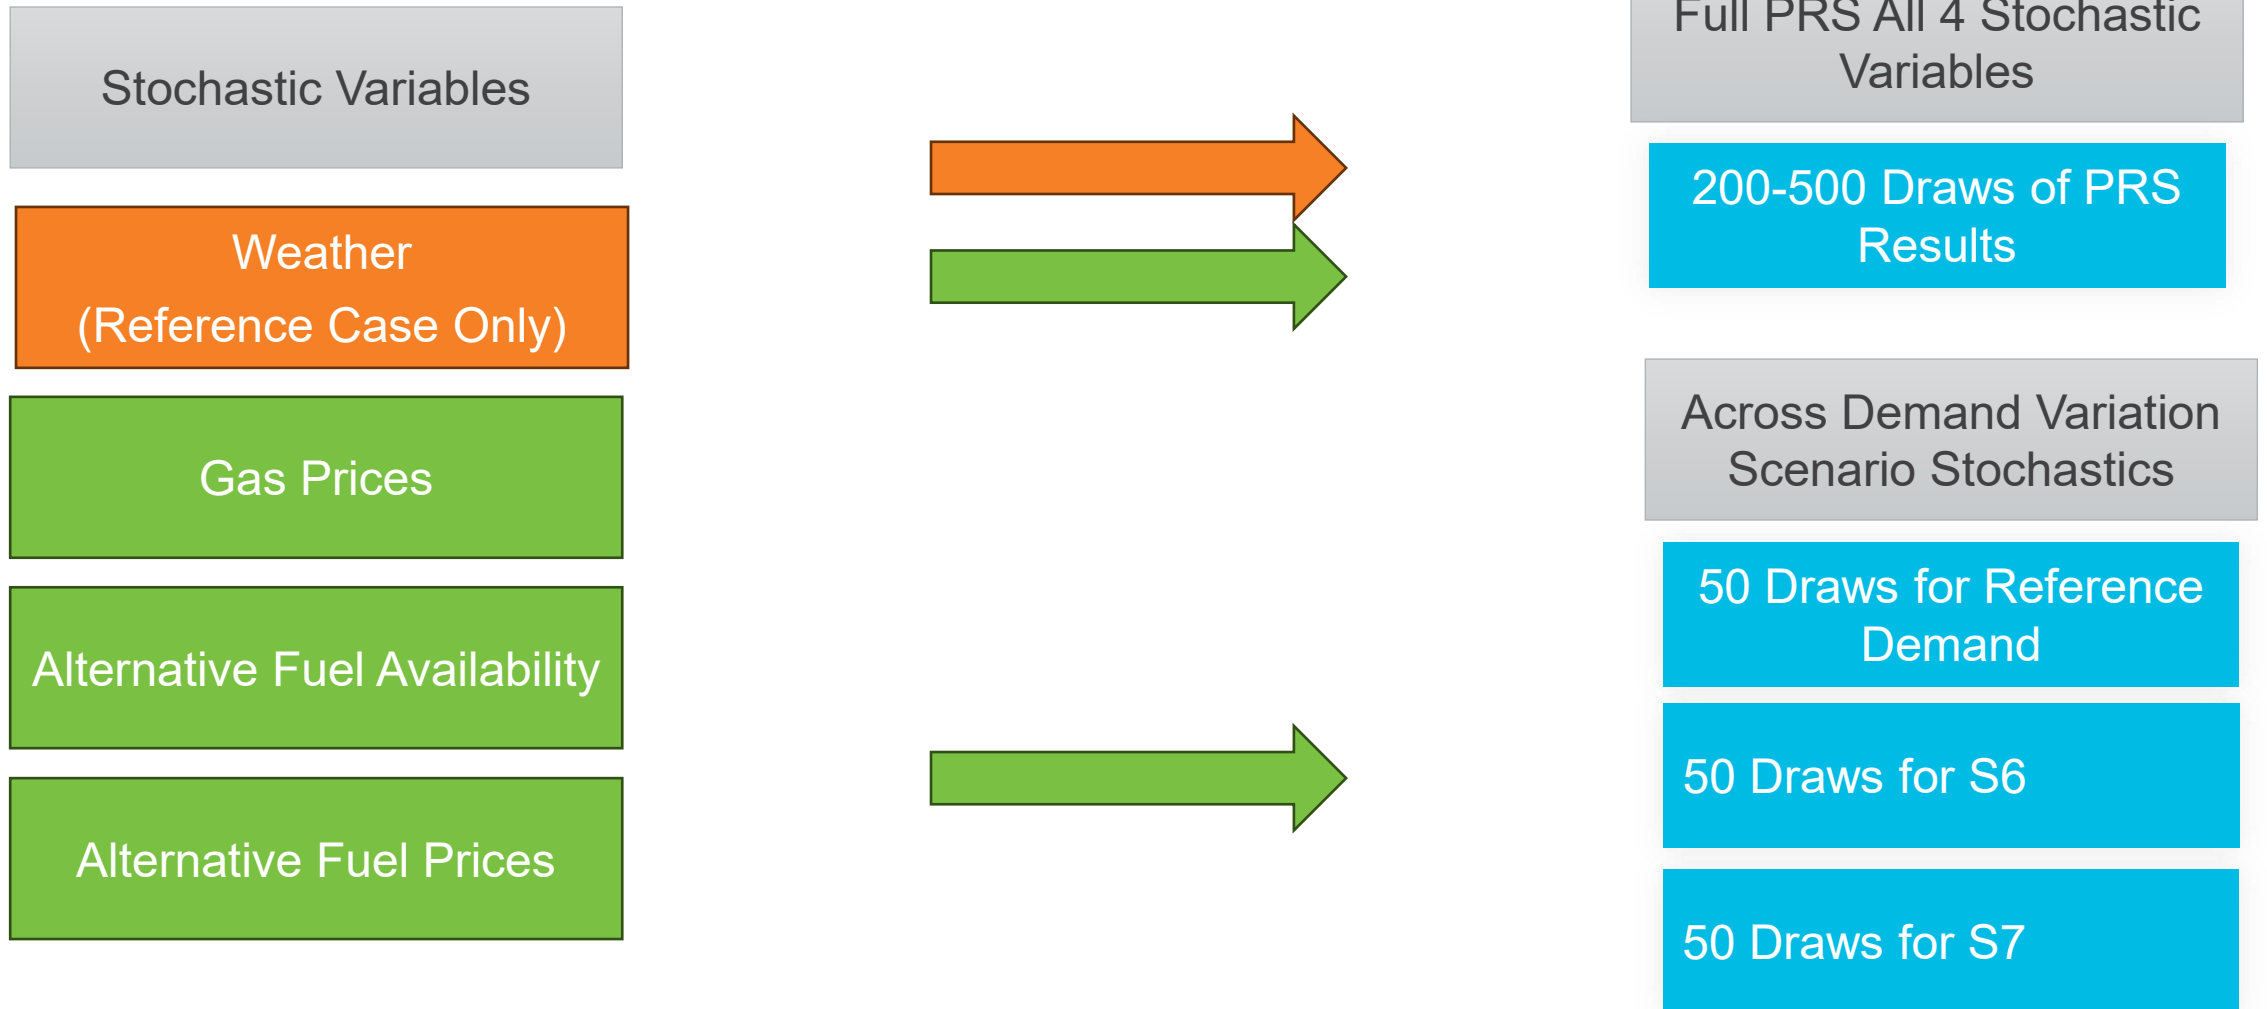 Stochastic Variables
Weather
(Reference Case Only)
Gas Prices
Alternative Fuel Availability
Alternative Fuel Prices
Full PRS All 4 Stochastic
Variables
200-500 Draws of PRS
Results
Across Demand Variation
Scenario Stochastics
50 Draws for Reference
Demand
50 Draws for S6
50 Draws for S7